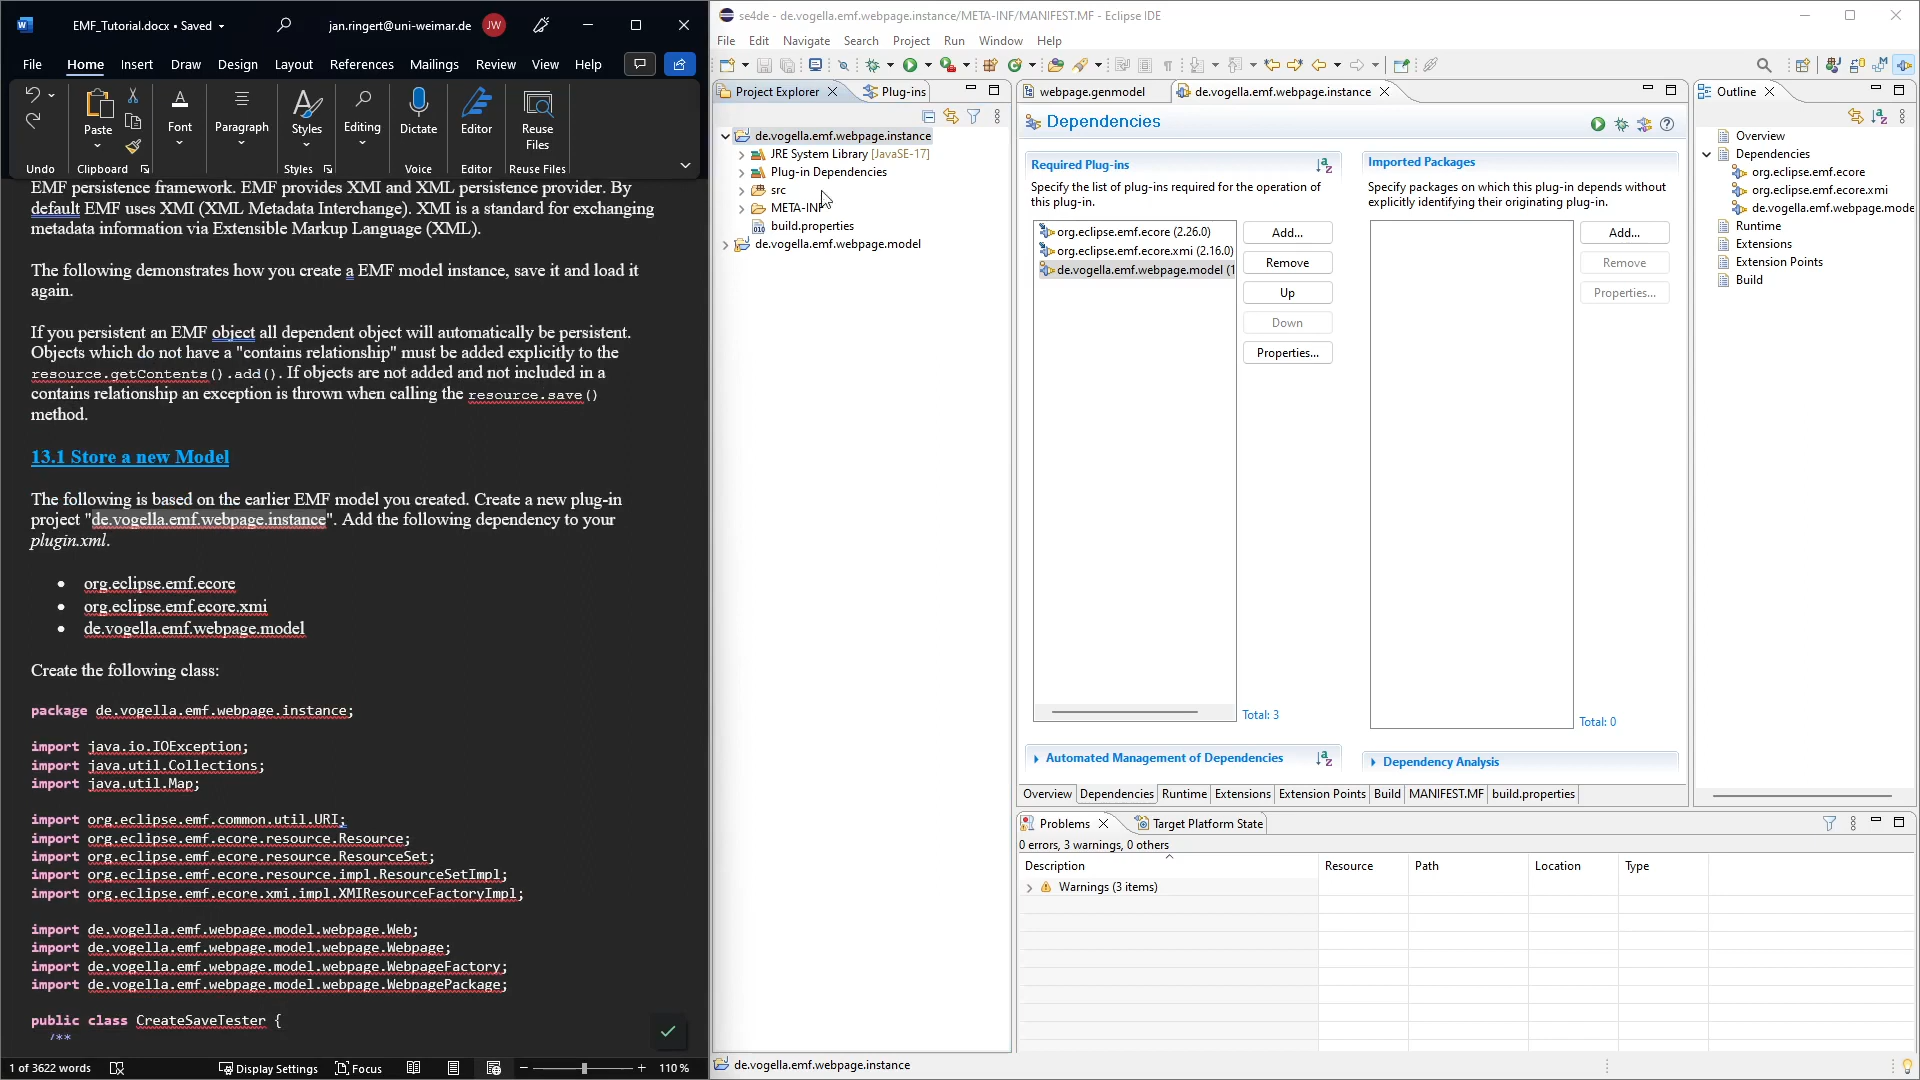 EMF_Tutorial.docx • Saved
jan.ringert@uni-weimar.de
JW
File Home Insert Draw Design Layout References Mailings Review View Help
Paste
Font
Paragraph
Styles
Editing
Dictate
Editor
Reuse
Files
Undo
Clipboard
Styles
Voice
Editor
Reuse Files
EMF persistence framework. EMF provides XMI and XML persistence provider. By
default EMF uses XMI (XML Metadata Interchange). XMI is a standard for exchanging
metadata information via Extensible Markup Language (XML).
The following demonstrates how you create a EMF model instance, save it and load it
again.
If you persistent an EMF object all dependent object will automatically be persistent.
Objects which do not have a "contains relationship" must be added explicitly to the
resource.getContents().add(). If objects are not added and not included in a
contains relationship an exception is thrown when calling the resource.save()
method.
13.1 Store a new Model
The following is based on the earlier EMF model you created. Create a new plug-in
project "de.vogella.emf.webpage.instance". Add the following dependency to your
plugin.xml.
• org.eclipse.emf.ecore
• org.eclipse.emf.ecore.xmi
• de.vogella.emf.webpage.model
Create the following class:
package de.vogella.emf.webpage.instance;
import java.io.IOException;
import java.util.Collections;
import java.util.Map;
import org.eclipse.emf.common.util.URI;
import org.eclipse.emf.ecore.resource.Resource;
import org.eclipse.emf.ecore.resource.ResourceSet;
import org.eclipse.emf.ecore.resource.impl.ResourceSetImpl;
import org.eclipse.emf.ecore.xmi.impl.XMIResourceFactoryImpl;
import de.vogella.emf.webpage.model.webpage.Web;
import de.vogella.emf.webpage.model.webpage.Webpage;
import de.vogella.emf.webpage.model.webpage.WebpageFactory;
import de.vogella.emf.webpage.model.webpage.WebpagePackage;
public class CreateSaveTester {
/**
1 of 3622 words
Display Settings
Focus
110 %
se4de - de.vogella.emf.webpage.instance/META-INF/MANIFEST.MF - Eclipse IDE
File Edit Navigate Search Project Run Window Help
Project Explorer
Plug-ins
de.vogella.emf.webpage.instance
JRE System Library [JavaSE-17]
Plug-in Dependencies
src
META-INF
build.properties
de.vogella.emf.webpage.model
webpage.genmodel
de.vogella.emf.webpage.instance
Dependencies
Required Plug-ins
Specify the list of plug-ins required for the operation of
this plug-in.
org.eclipse.emf.ecore (2.26.0)
org.eclipse.emf.ecore.xmi (2.16.0)
de.vogella.emf.webpage.model (1
Add...
Remove
Up
Down
Properties...
Total: 3
Imported Packages
Specify packages on which this plug-in depends without
explicitly identifying their originating plug-in.
Add...
Remove
Properties...
Total: 0
Automated Management of Dependencies
Dependency Analysis
Overview Dependencies Runtime Extensions Extension Points Build MANIFEST.MF build.properties
Outline
Overview
Dependencies
org.eclipse.emf.ecore
org.eclipse.emf.ecore.xmi
de.vogella.emf.webpage.mode
Runtime
Extensions
Extension Points
Build
Problems
Target Platform State
0 errors, 3 warnings, 0 others
Description Resource Path Location Type
Warnings (3 items)
de.vogella.emf.webpage.instance